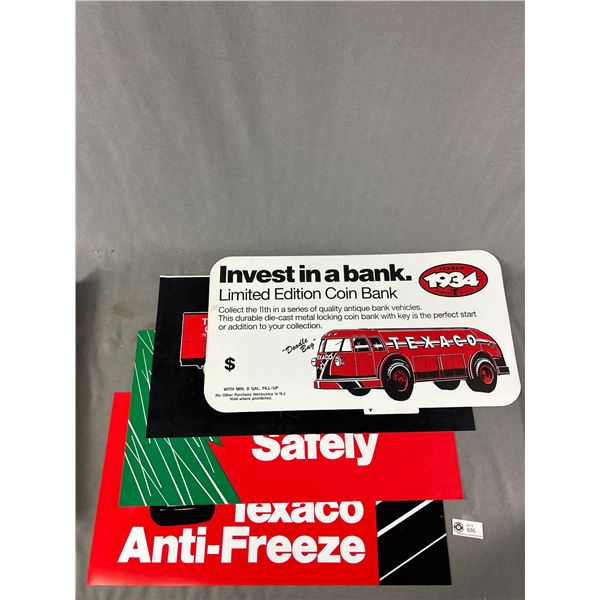 Invest in a bank.
Limited Edition Coin Bank
Collect the 11th in a series of quality antique bank vehicles.
This durable die-cast metal locking coin bank with key is the perfect start
or addition to your collection.
1934
"Doodle Bug"
TEXACO
TEXACO
$
WITH MIN. 8 GAL. FILL-UP
No Other Purchase Necessary in N.J.
Void where prohibited.
Safely
Texaco
Anti-Freeze
686